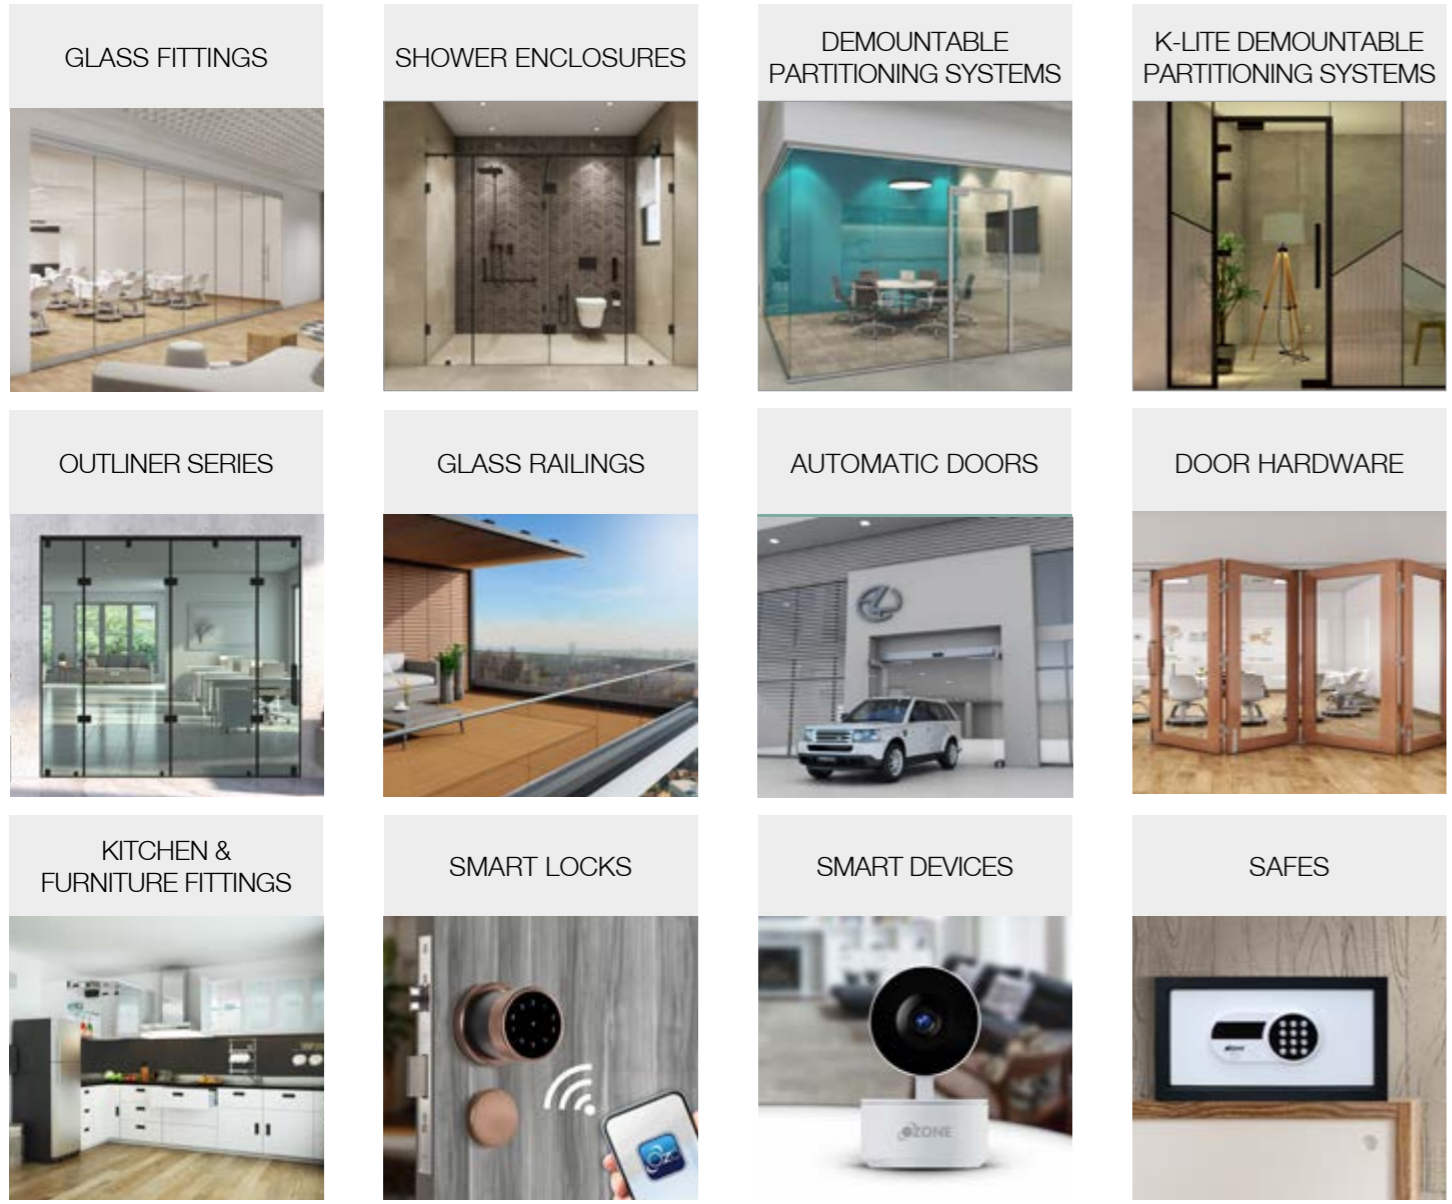 GLASS FITTINGS
SHOWER ENCLOSURES
DEMOUNTABLE
PARTITIONING SYSTEMS
K-LITE DEMOUNTABLE
PARTITIONING SYSTEMS
OUTLINER SERIES
GLASS RAILINGS
AUTOMATIC DOORS
DOOR HARDWARE
KITCHEN &
FURNITURE FITTINGS
SMART LOCKS
SMART DEVICES
SAFES
OZONE